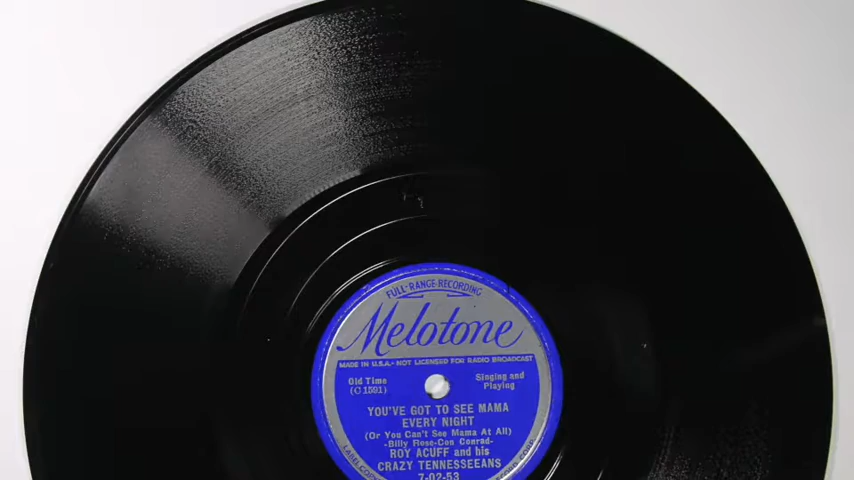 FULL-RANGE RECORDING
Melotone
MADE IN U.S.A. - NOT LICENSED FOR RADIO BROADCAST
Old Time
(C 1591)
Singing and
Playing
YOU'VE GOT TO SEE MAMA
EVERY NIGHT
(Or You Can't See Mama At All)
-Billy Rose-Con Conrad-
ROY ACUFF and his
CRAZY TENNESSEEANS
7-02-53